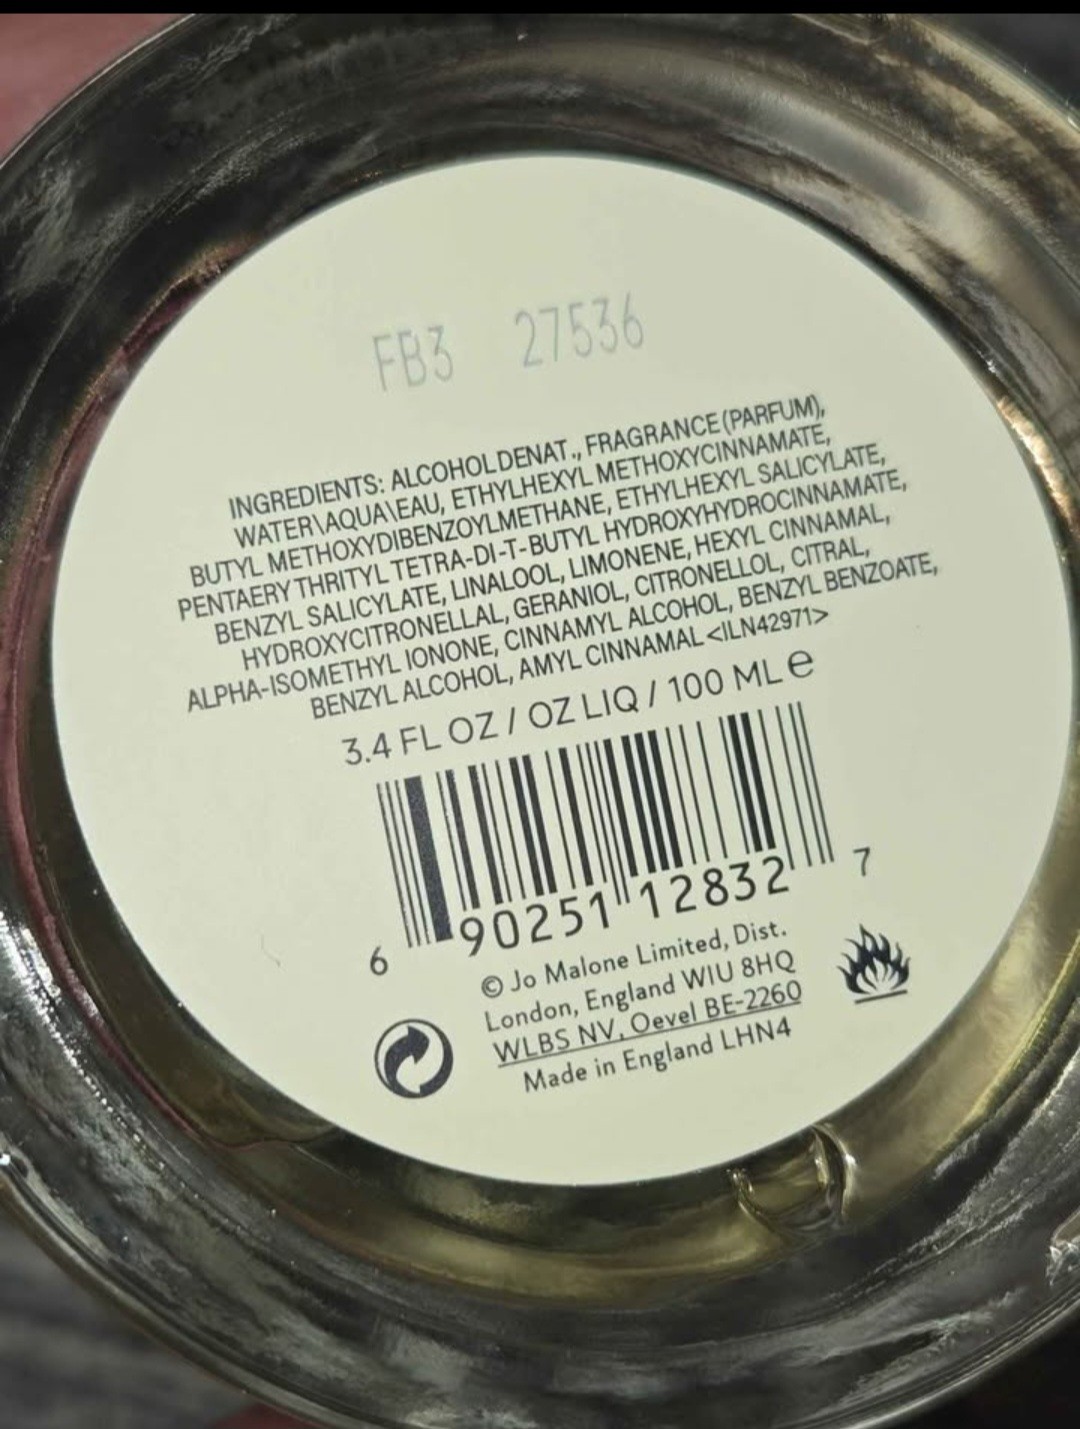 FB3 27536
INGREDIENTS: ALCOHOL DENAT., FRAGRANCE (PARFUM),
WATER\AQUA\EAU, ETHYLHEXYL METHOXYCINNAMATE,
BUTYL METHOXYDIBENZOYLMETHANE, ETHYLHEXYL SALICYLATE,
PENTAERYTHRITYL TETRA-DI-T-BUTYL HYDROXYHYDROCINNAMATE,
BENZYL SALICYLATE, LINALOOL, LIMONENE, HEXYL CINNAMAL,
HYDROXYCITRONELLAL, GERANIOL, CITRONELLOL, CITRAL,
ALPHA-ISOMETHYL IONONE, CINNAMYL ALCOHOL, BENZYL BENZOATE,
BENZYL ALCOHOL, AMYL CINNAMAL <ILN42971>
3.4 FL OZ / OZ LIQ / 100 ML e
6 90251 12832 7
© Jo Malone Limited, Dist.
London, England W1U 8HQ
WLBS NV, Oevel BE-2260
Made in England LHN4